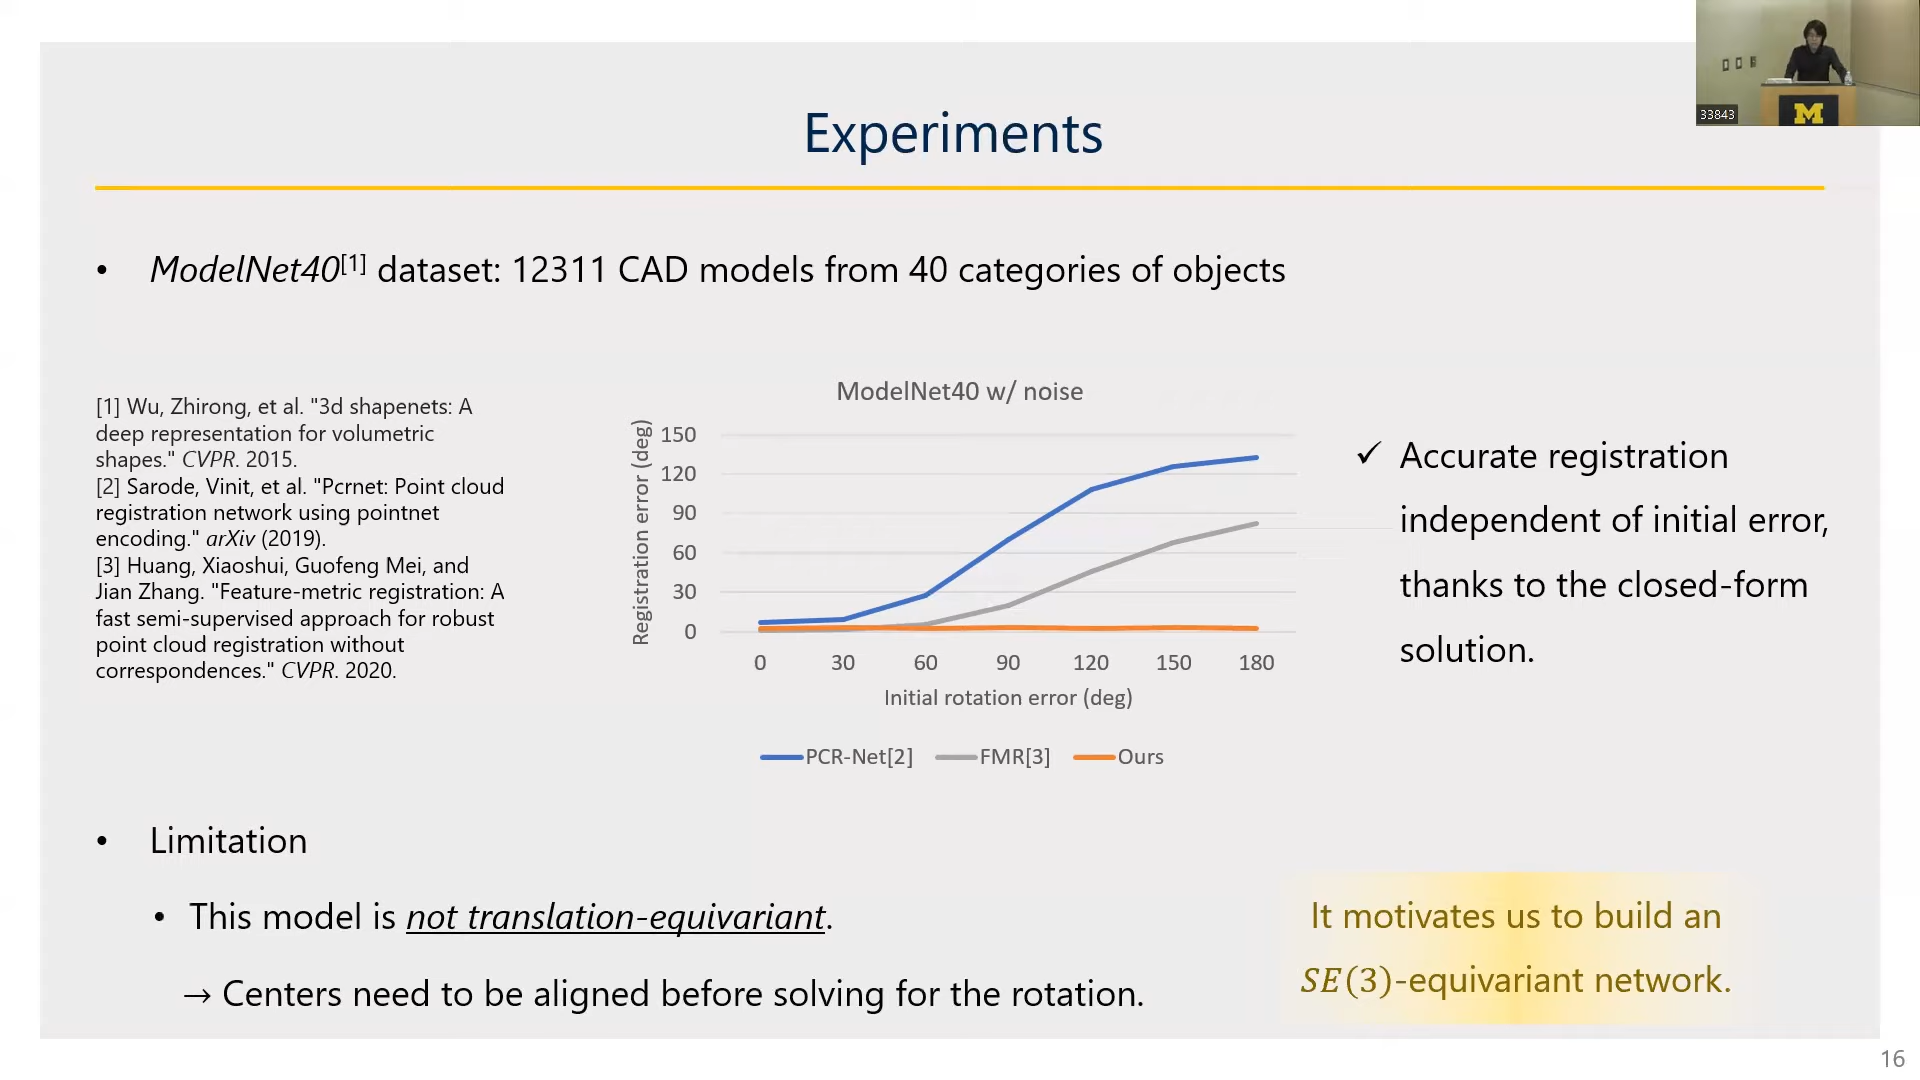 33843
M
Experiments
• ModelNet40[1] dataset: 12311 CAD models from 40 categories of objects
[1] Wu, Zhirong, et al. "3d shapenets: A
deep representation for volumetric
shapes." CVPR. 2015.
[2] Sarode, Vinit, et al. "Pcrnet: Point cloud
registration network using pointnet
encoding." arXiv (2019).
[3] Huang, Xiaoshui, Guofeng Mei, and
Jian Zhang. "Feature-metric registration: A
fast semi-supervised approach for robust
point cloud registration without
correspondences." CVPR. 2020.
ModelNet40 w/ noise
Registration error (deg)
150
120
90
60
30
0
0 30 60 90 120 150 180
Initial rotation error (deg)
PCR-Net[2] FMR[3] Ours
✓ Accurate registration
independent of initial error,
thanks to the closed-form
solution.
• Limitation
• This model is not translation-equivariant.
→ Centers need to be aligned before solving for the rotation.
It motivates us to build an
SE(3)-equivariant network.
16